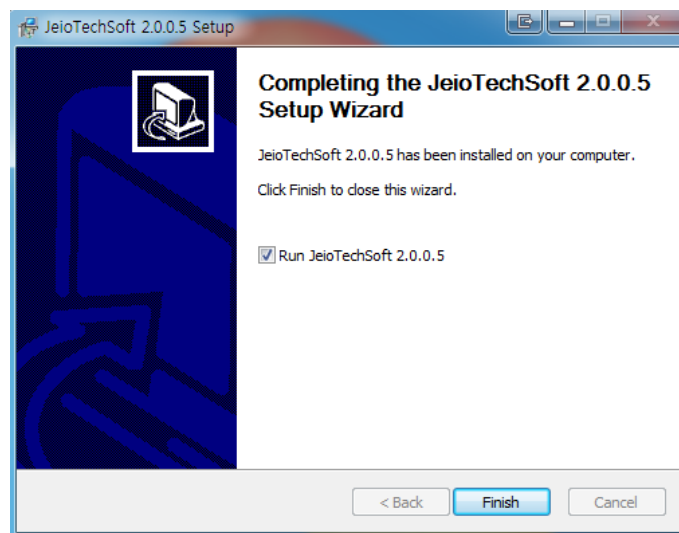 JeioTechSoft 2.0.0.5 Setup
Completing the JeioTechSoft 2.0.0.5
Setup Wizard
JeioTechSoft 2.0.0.5 has been installed on your computer.
Click Finish to close this wizard.
Run JeioTechSoft 2.0.0.5
< Back Finish Cancel